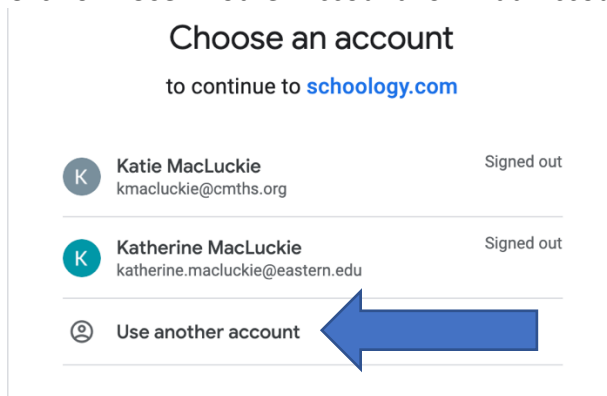 Choose an account
to continue to schoology.com
K
Katie MacLuckie
Signed out
kmacluckie@cmths.org
K
Katherine MacLuckie
Signed out
katherine.macluckie@eastern.edu
Use another account